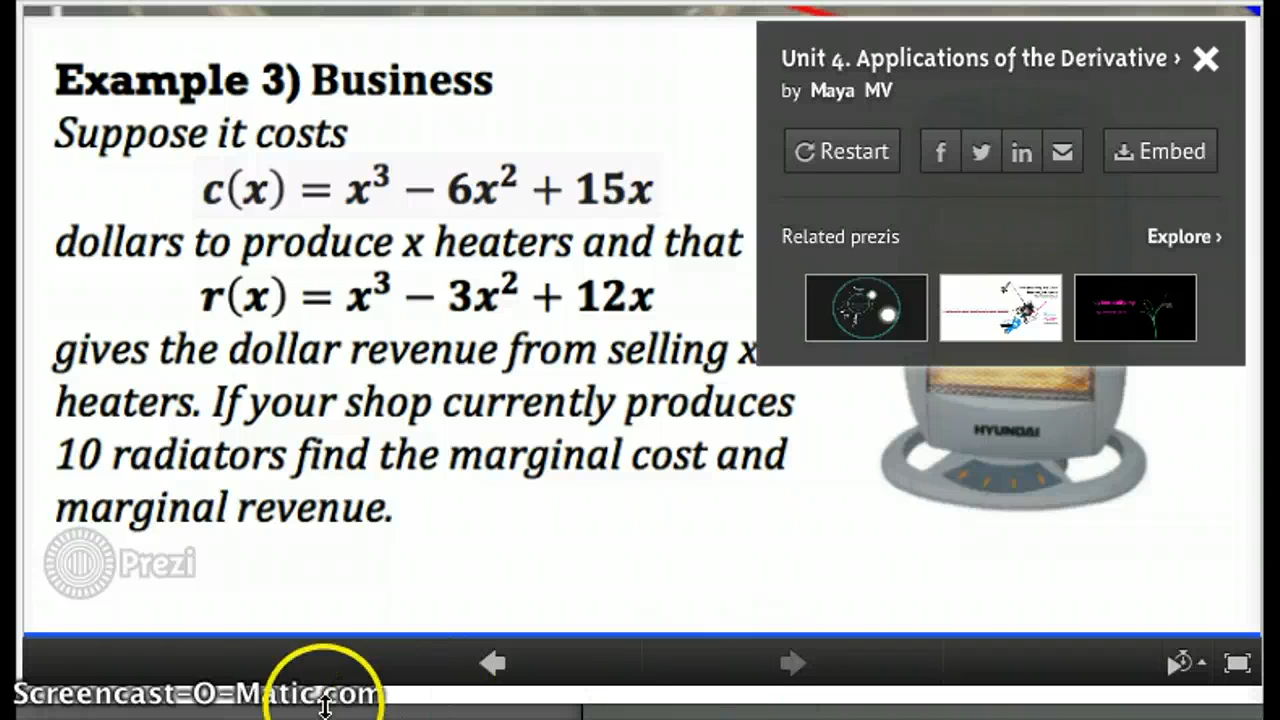 Example 3) Business
Suppose it costs
c(x) = x³ − 6x² + 15x
dollars to produce x heaters and that
r(x) = x³ − 3x² + 12x
gives the dollar revenue from selling x
heaters. If your shop currently produces
10 radiators find the marginal cost and
marginal revenue.
Prezi
Unit 4. Applications of the Derivative ›
by Maya MV
Restart
Embed
Related prezis
Explore ›
HYUNDAI
Screencast-O-Matic.com